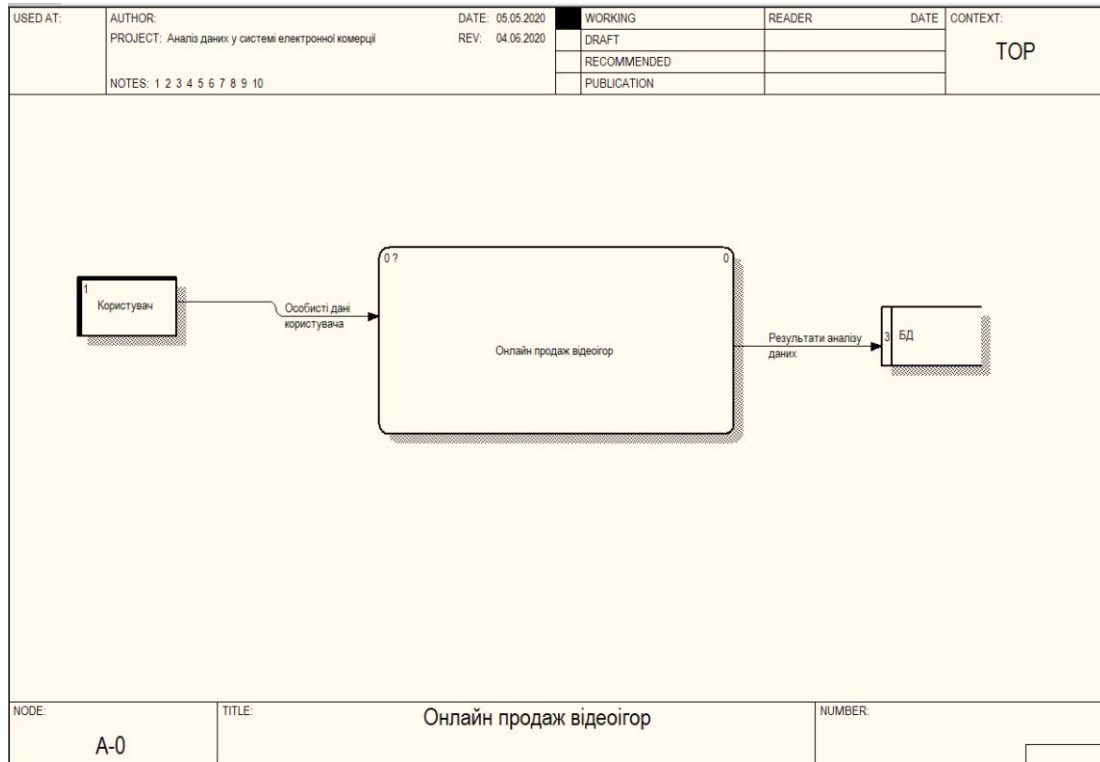 USED AT:
AUTHOR:
DATE: 05.05.2020
PROJECT: Аналіз даних у системі електронної комерції
REV: 04.06.2020
NOTES: 1 2 3 4 5 6 7 8 9 10
WORKING
DRAFT
RECOMMENDED
PUBLICATION
READER DATE
CONTEXT:
TOP
1
Користувач
Особисті дані
користувача
0 ?
0
Онлайн продаж відеоігор
Результати аналізу
даних
3
БД
NODE:
A-0
TITLE:
Онлайн продаж відеоігор
NUMBER: